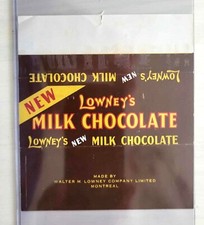 LOWNEY'S NEW MILK CHOCOLATE
NEW
LOWNEY'S
MILK CHOCOLATE
LOWNEY'S NEW MILK CHOCOLATE
MADE BY
WALTER M. LOWNEY COMPANY LIMITED
MONTREAL